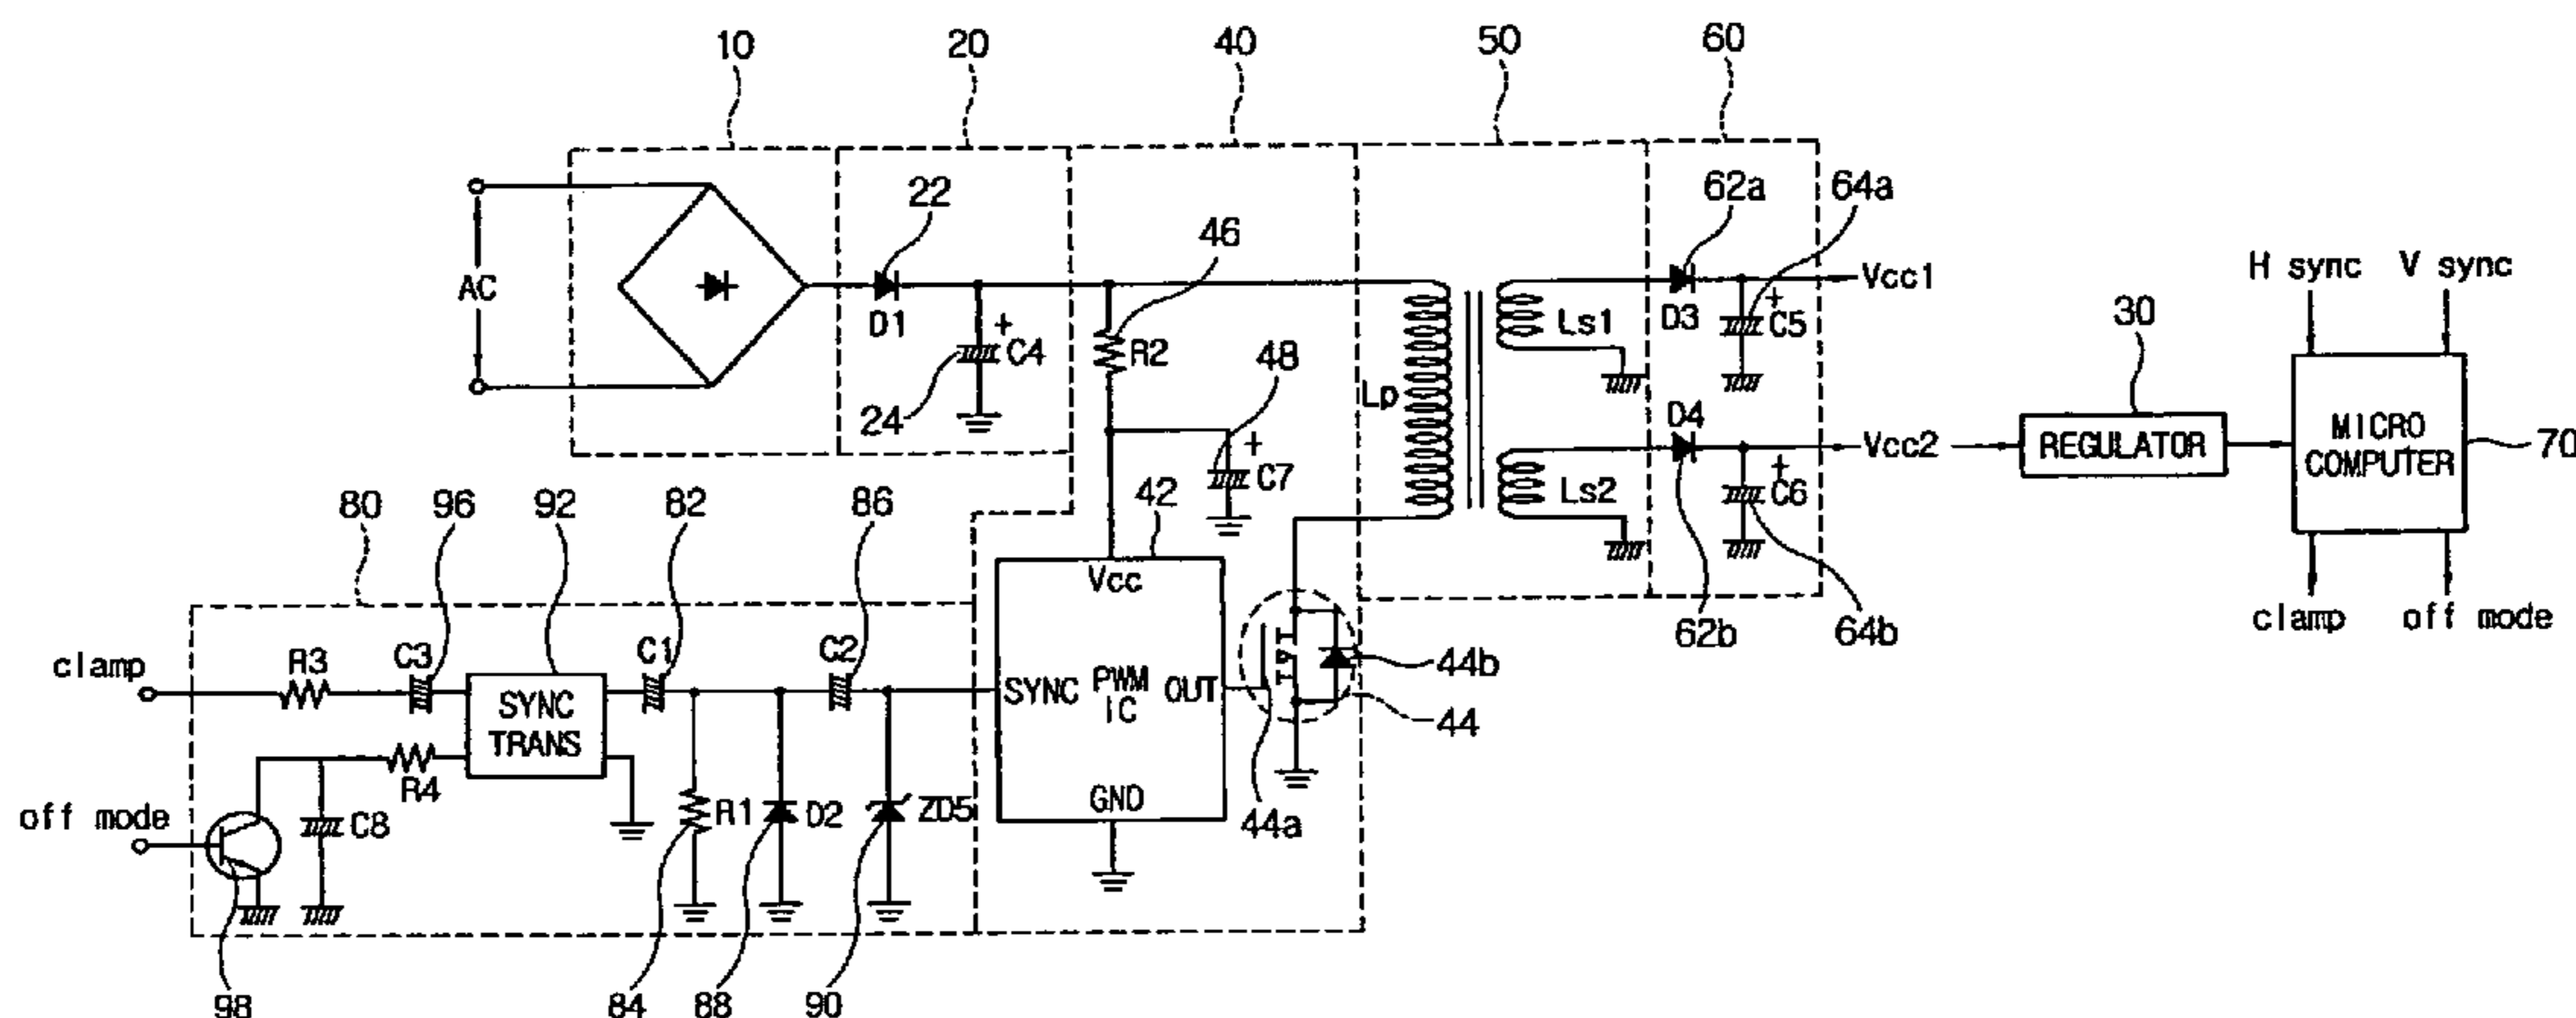 10
20
40
50
60
22
62a
64a
46
AC
D1
C4
R2
48
24
Lp
Ls1
D3
C5
Vcc1
H sync
V sync
30
D4
Vcc2
REGULATOR
MICRO
COMPUTER
70
C7
Ls2
C6
80
96
92
82
86
42
Vcc
clamp
off mode
62b
64b
clamp
R3
C3
SYNC
TRANS
C1
C2
SYNC
PWM
IC
OUT
44b
44
R4
off mode
C8
R1
D2
ZD5
GND
44a
98
84
88
90